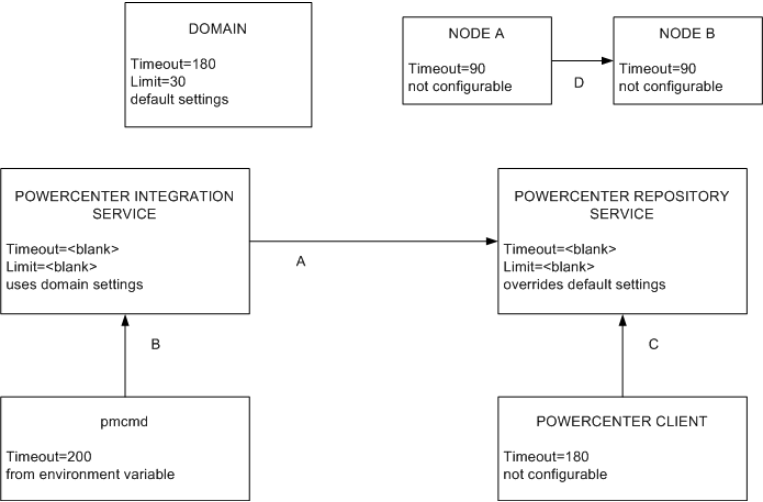 DOMAIN
Timeout=180
Limit=30
default settings
NODE A
Timeout=90
not configurable
D
NODE B
Timeout=90
not configurable
POWERCENTER INTEGRATION
SERVICE
Timeout=<blank>
Limit=<blank>
uses domain settings
A
POWERCENTER REPOSITORY
SERVICE
Timeout=<blank>
Limit=<blank>
overrides default settings
B
C
pmcmd
Timeout=200
from environment variable
POWERCENTER CLIENT
Timeout=180
not configurable